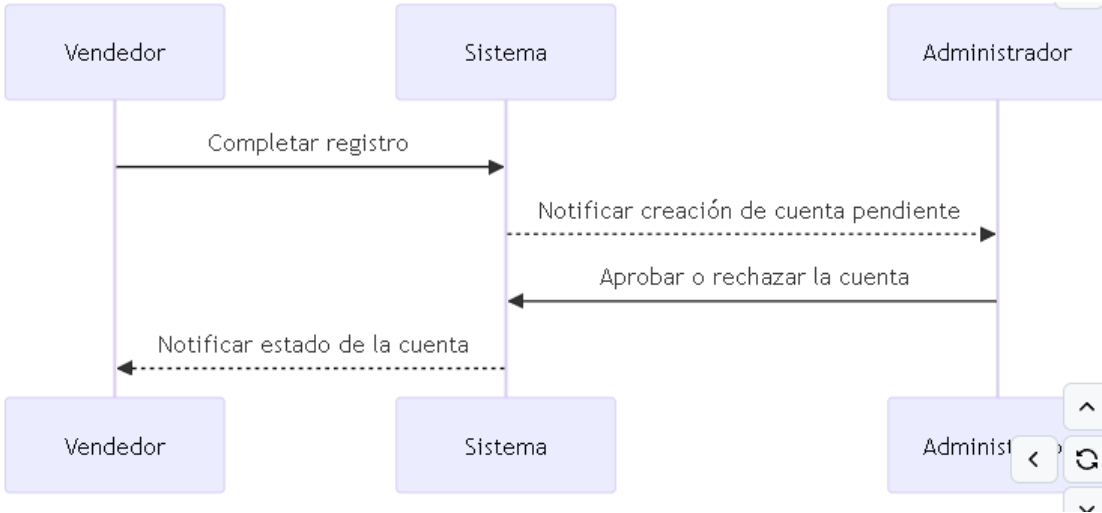 Vendedor
Sistema
Administrador
Completar registro
Notificar creación de cuenta pendiente
Aprobar o rechazar la cuenta
Notificar estado de la cuenta
Vendedor
Sistema